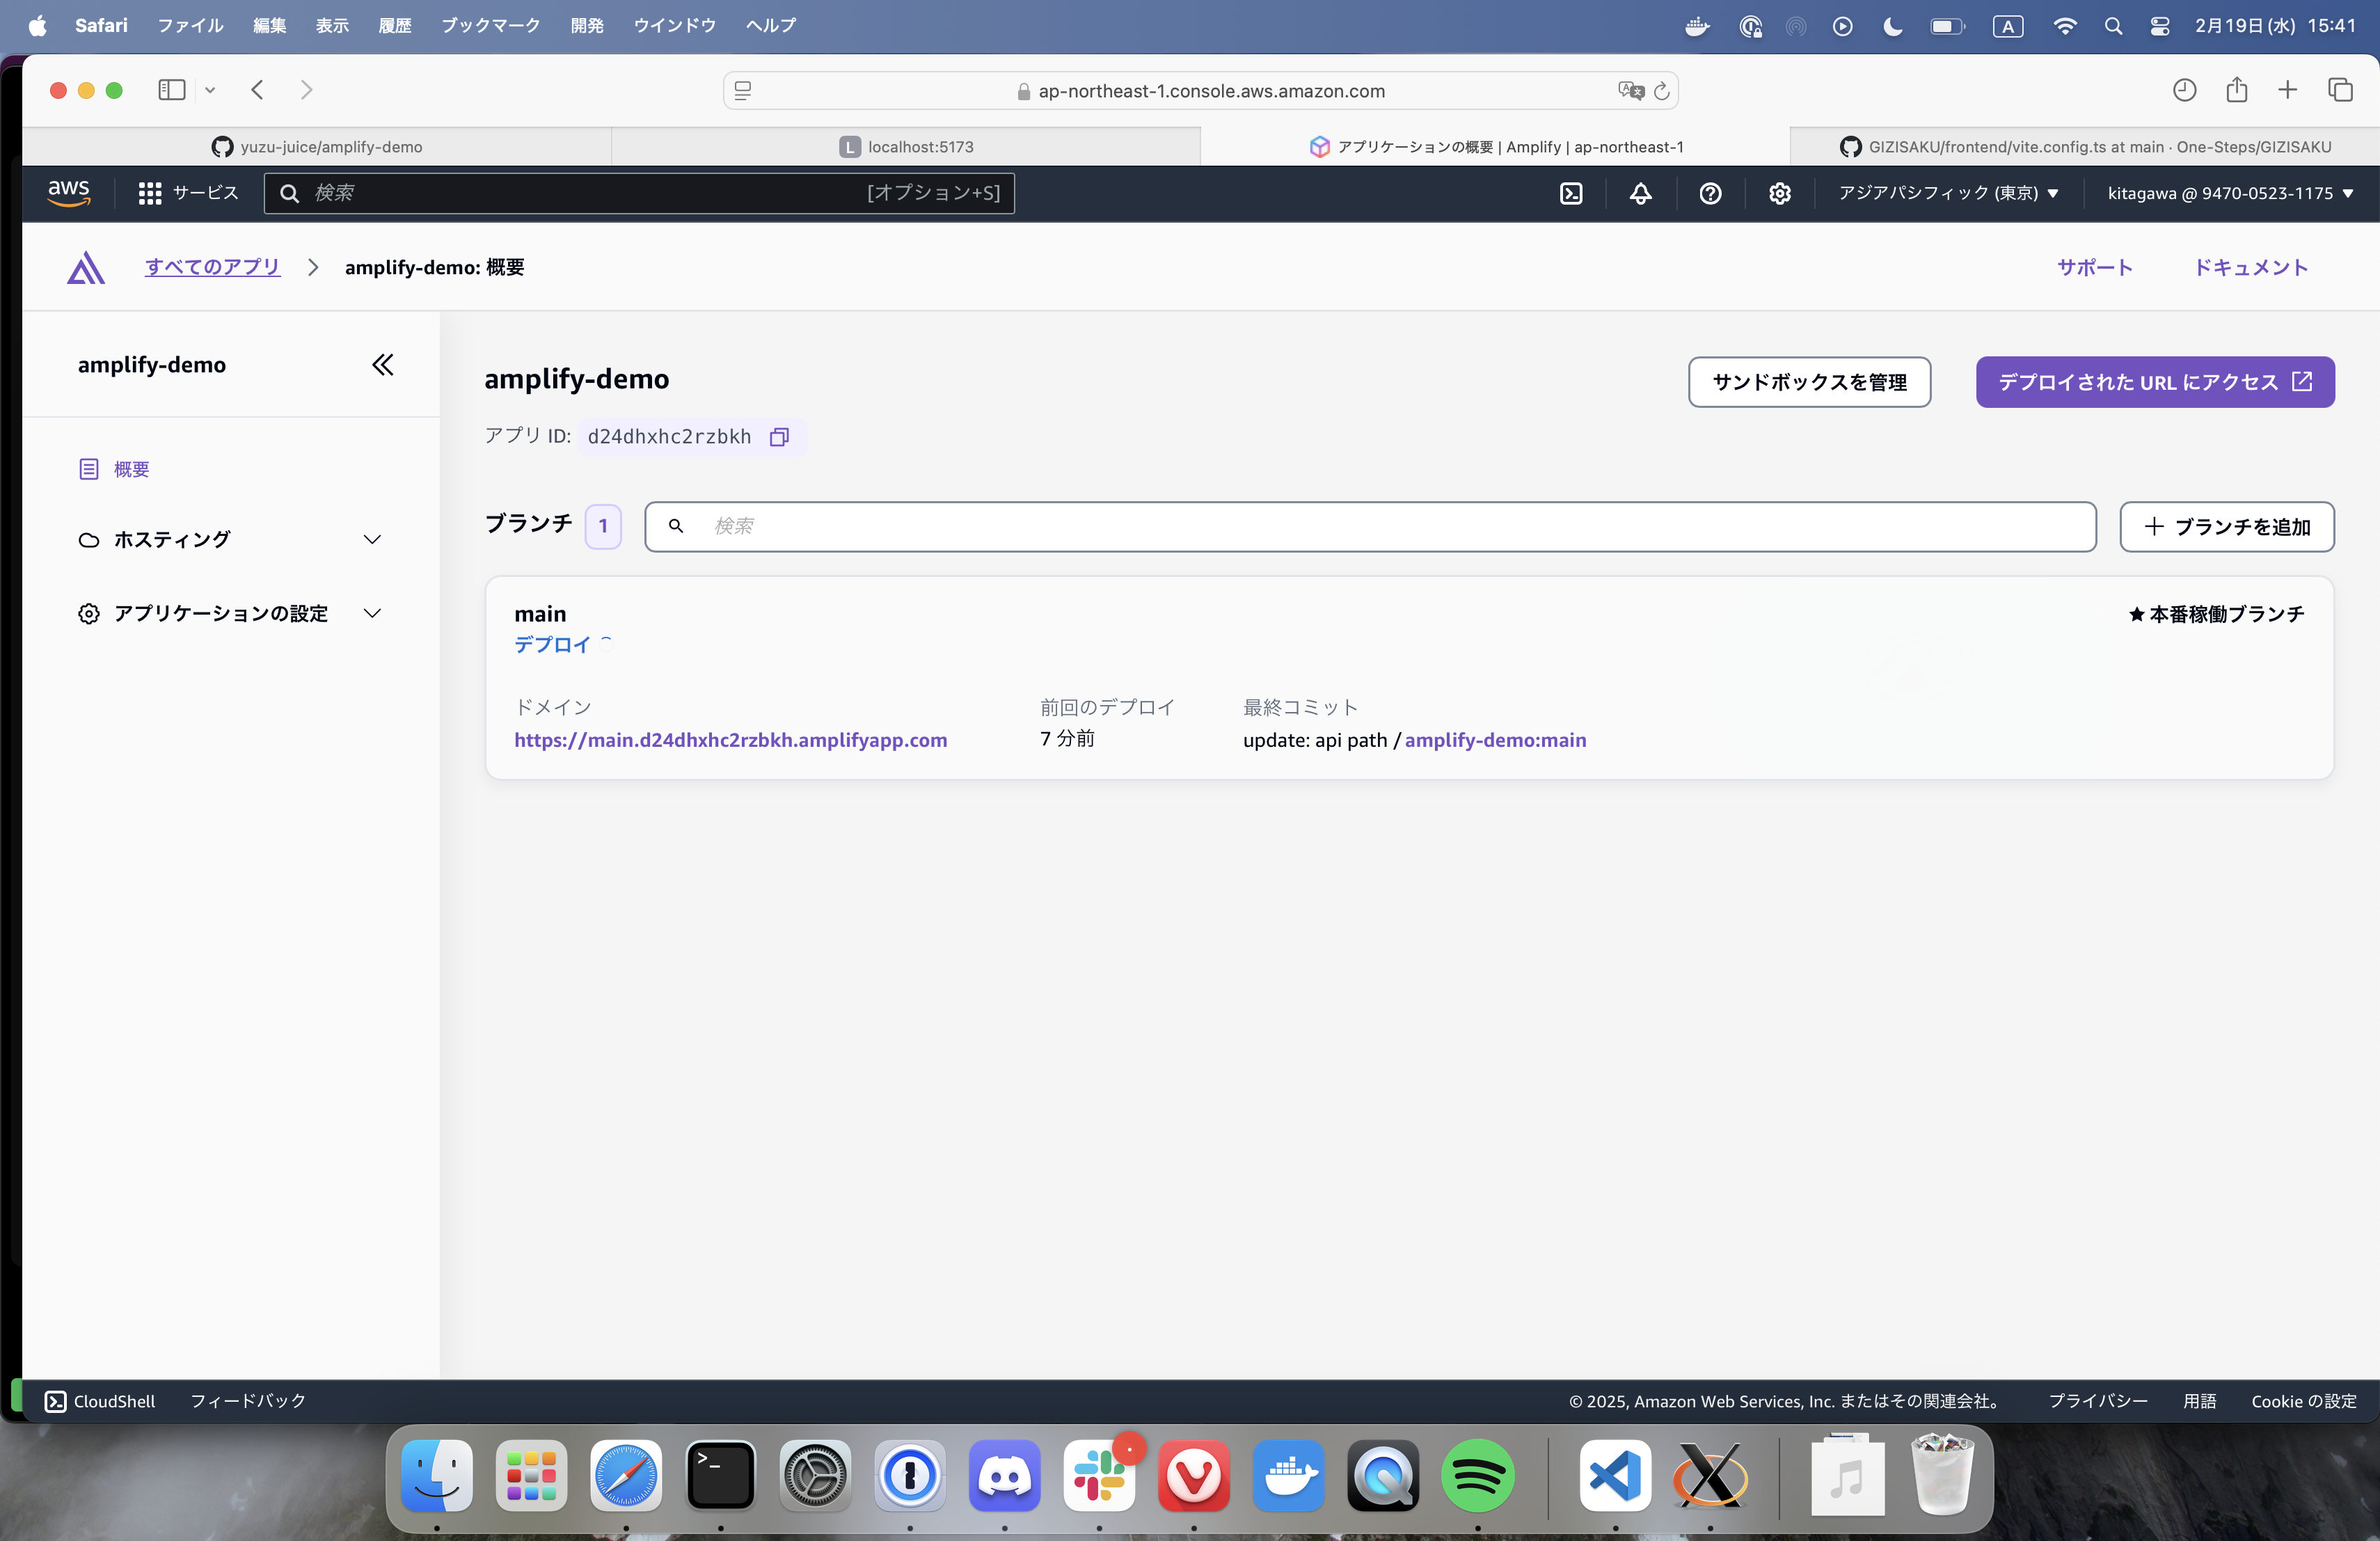 Safari ファイル 編集 表示 履歴 ブックマーク 開発 ウインドウ ヘルプ A 2月19日(水) 15:41
ap-northeast-1.console.aws.amazon.com
yuzu-juice/amplify-demo
L localhost:5173
アプリケーションの概要 | Amplify | ap-northeast-1
GIZISAKU/frontend/vite.config.ts at main · One-Steps/GIZISAKU
aws サービス 検索 [オプション+S] アジアパシフィック (東京) kitagawa @ 9470-0523-1175
すべてのアプリ amplify-demo: 概要 サポート ドキュメント
amplify-demo
概要
ホスティング
アプリケーションの設定
amplify-demo
サンドボックスを管理
デプロイされた URL にアクセス
アプリ ID: d24dhxhc2rzbkh
ブランチ 1 検索 ブランチを追加
main
★ 本番稼働ブランチ
デプロイ
ドメイン
https://main.d24dhxhc2rzbkh.amplifyapp.com
前回のデプロイ
7 分前
最終コミット
update: api path / amplify-demo:main
CloudShell フィードバック © 2025, Amazon Web Services, Inc. またはその関連会社。 プライバシー 用語 Cookie の設定